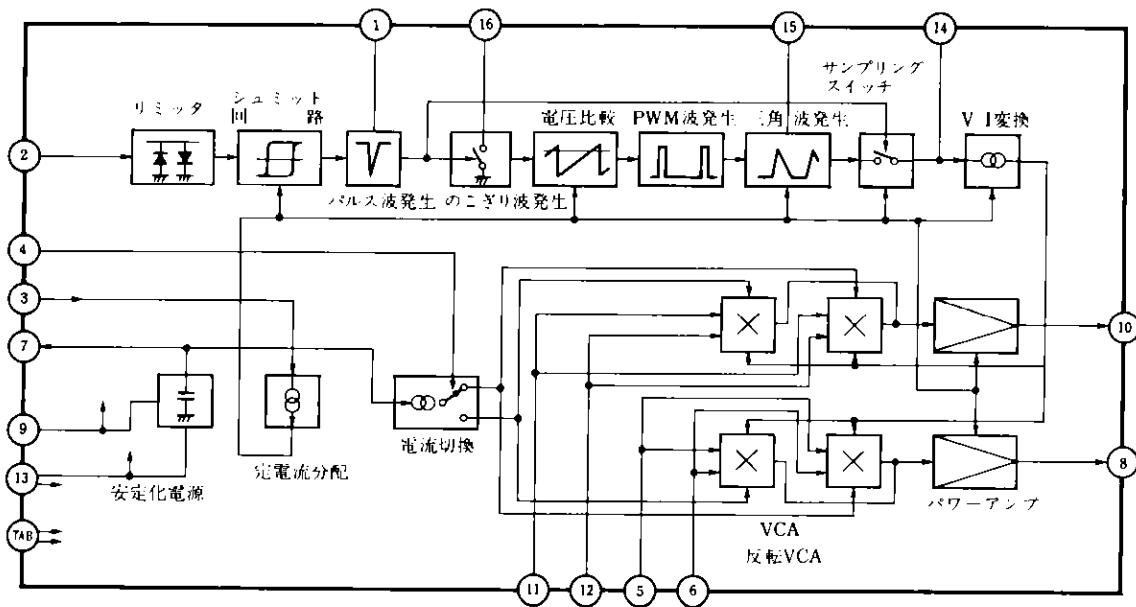 1
16
15
14
サンプリング
スイッチ
リミッタ
シュミット
回 路
電圧比較
PWM波発生
三角波発生
V I変換
2
パルス波発生
のこぎり波発生
4
3
7
10
9
電流切換
13
安定化電源
定電流分配
8
パワーアンプ
TAB
VCA
反転VCA
11
12
5
6